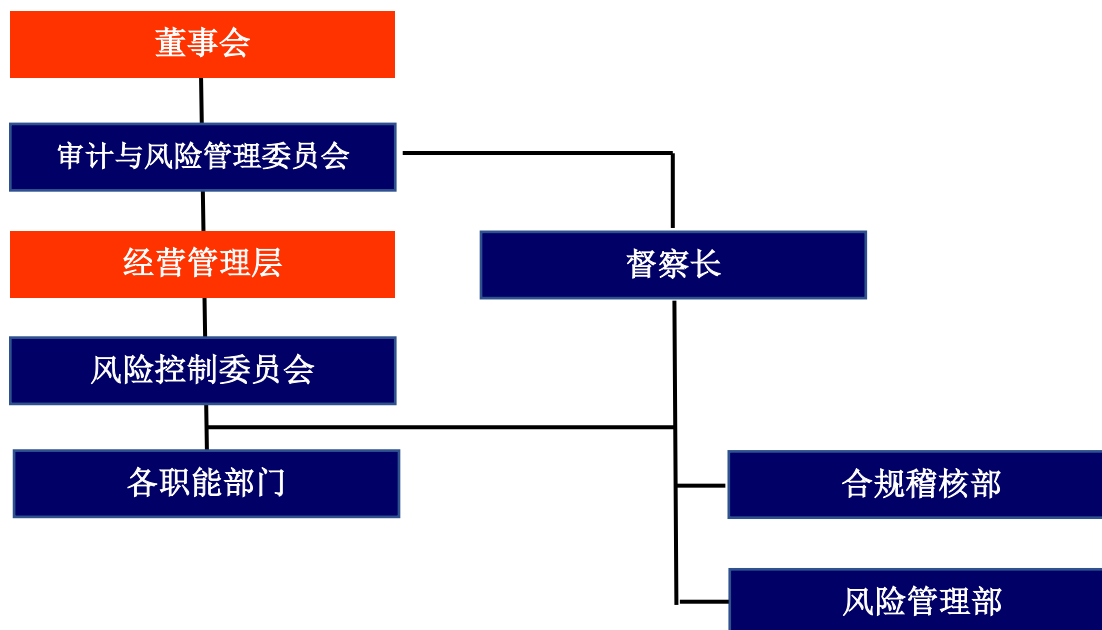 董事会
审计与风险管理委员会
经营管理层
督察长
风险控制委员会
各职能部门
合规稽核部
风险管理部